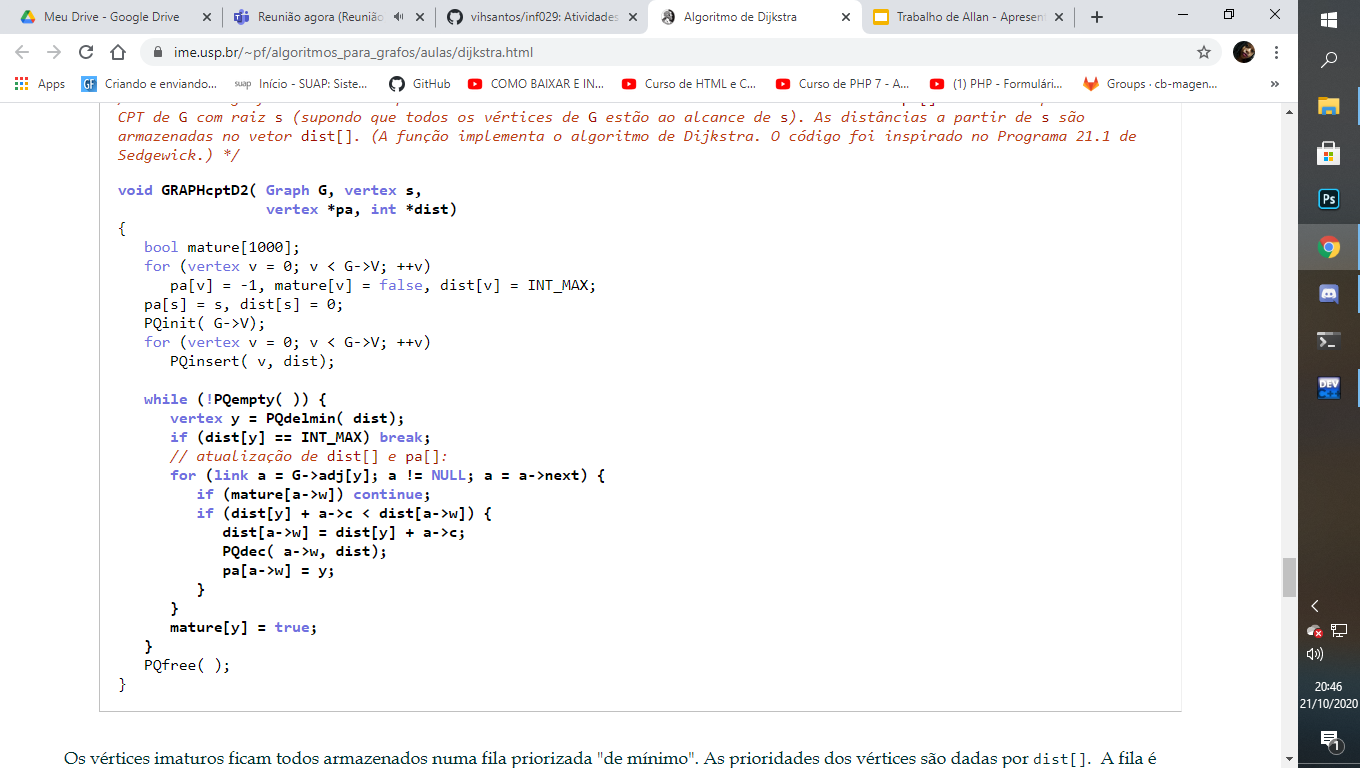 Meu Drive - Google Drive
Reunião agora (Reunião
vihsantos/inf029: Atividades
Algoritmo de Dijkstra
Trabalho de Allan - Apresent
ime.usp.br/~pf/algoritmos_para_grafos/aulas/dijkstra.html
Apps
GF Criando e enviando...
suap Início - SUAP: Siste...
GitHub
COMO BAIXAR E IN...
Curso de HTML e C...
Curso de PHP 7 - A...
(1) PHP - Formulári...
Groups · cb-magen...
»
CPT de G com raiz s (supondo que todos os vértices de G estão ao alcance de s). As distâncias a partir de s são
armazenadas no vetor dist[]. (A função implementa o algoritmo de Dijkstra. O código foi inspirado no Programa 21.1 de
Sedgewick.) */
void GRAPHcptD2( Graph G, vertex s,
vertex *pa, int *dist)
{
bool mature[1000];
for (vertex v = 0; v < G->V; ++v)
pa[v] = -1, mature[v] = false, dist[v] = INT_MAX;
pa[s] = s, dist[s] = 0;
PQinit( G->V);
for (vertex v = 0; v < G->V; ++v)
PQinsert( v, dist);
while (!PQempty( )) {
vertex y = PQdelmin( dist);
if (dist[y] == INT_MAX) break;
// atualização de dist[] e pa[]:
for (link a = G->adj[y]; a != NULL; a = a->next) {
if (mature[a->w]) continue;
if (dist[y] + a->c < dist[a->w]) {
dist[a->w] = dist[y] + a->c;
PQdec( a->w, dist);
pa[a->w] = y;
}
}
mature[y] = true;
}
PQfree( );
}
Os vértices imaturos ficam todos armazenados numa fila priorizada "de mínimo". As prioridades dos vértices são dadas por dist[]. A fila é
Ps
DEV
C++
20:46
21/10/2020
1